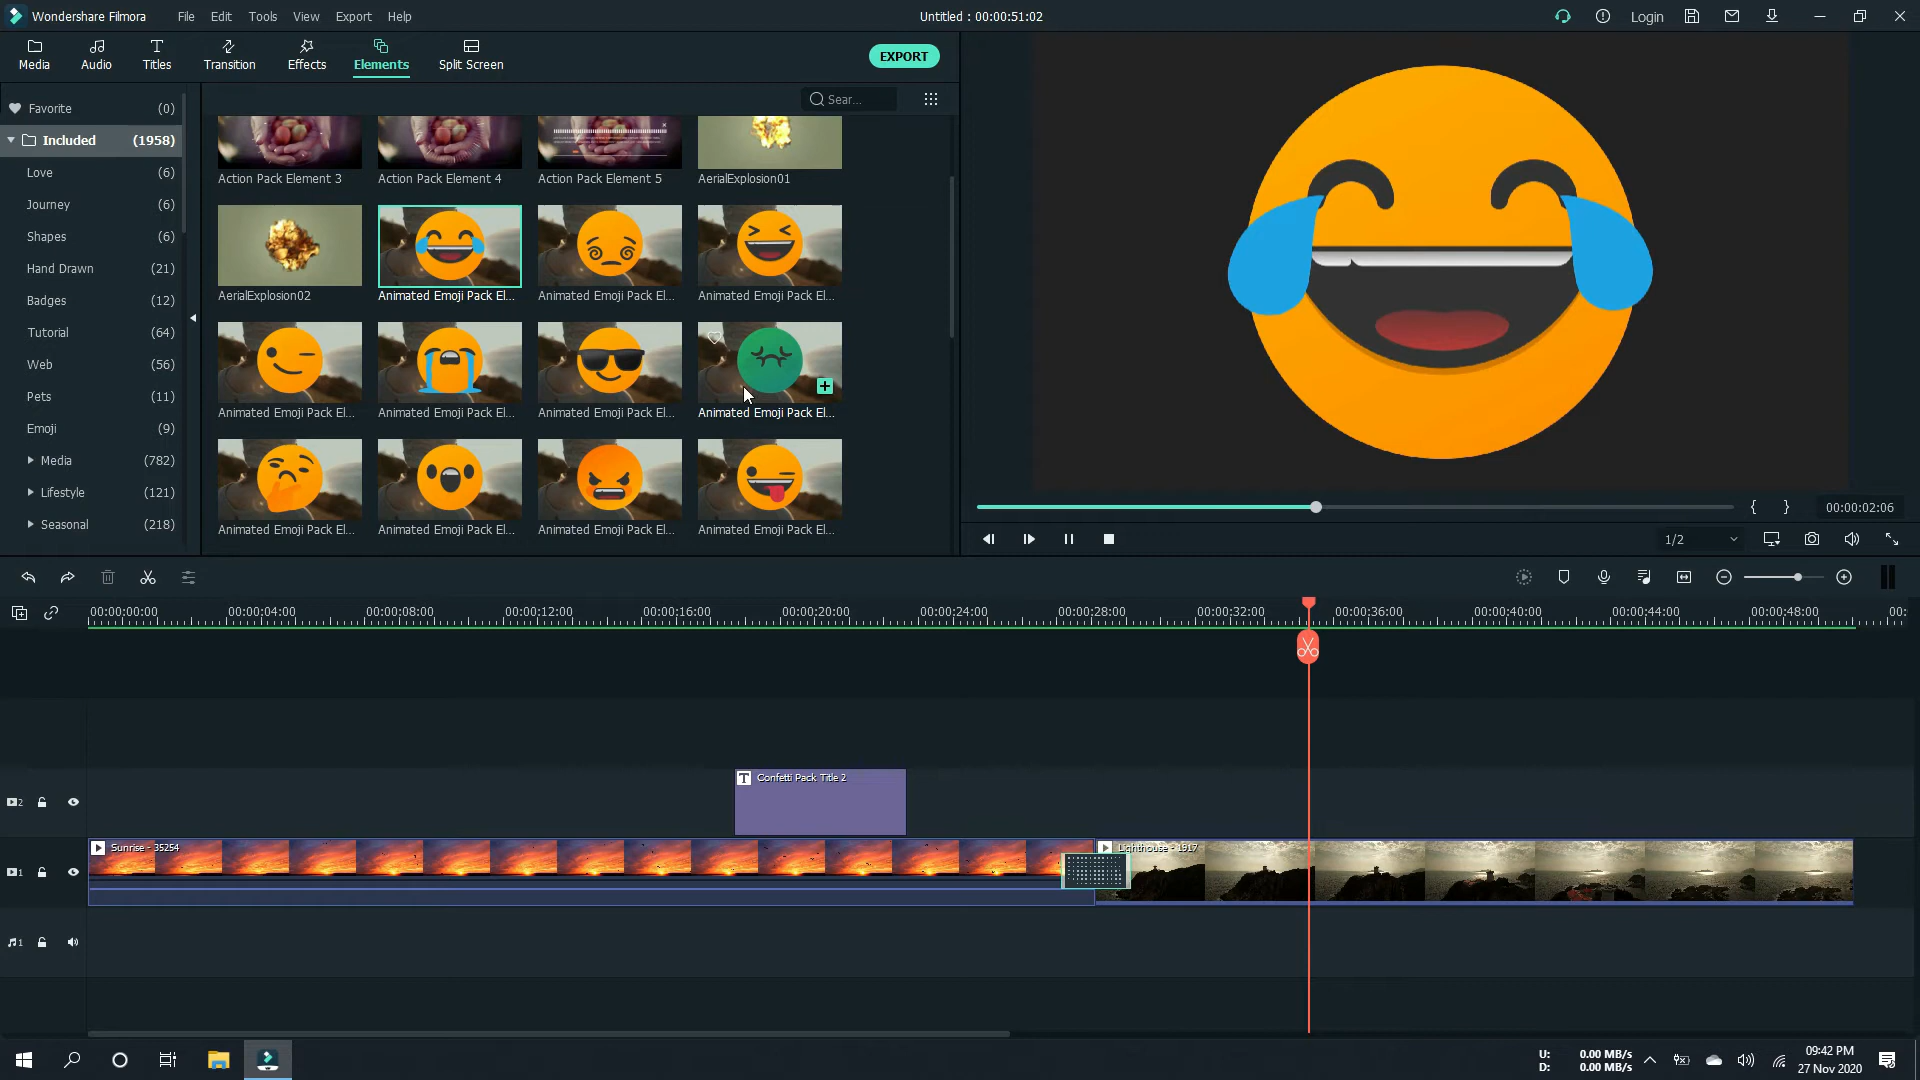 Wondershare Filmora File Edit Tools View Export Help Untitled : 00:00:51:02 Login
Media Audio Titles Transition Effects Elements Split Screen EXPORT
Favorite (0) Sear...
Included (1958)
Love (6)
Journey (6)
Shapes (6)
Hand Drawn (21)
Badges (12)
Tutorial (64)
Web (56)
Pets (11)
Emoji (9)
Media (782)
Lifestyle (121)
Seasonal (218)
Action Pack Element 3 Action Pack Element 4 Action Pack Element 5 AerialExplosion01
AerialExplosion02 Animated Emoji Pack El... Animated Emoji Pack El... Animated Emoji Pack El...
Animated Emoji Pack El... Animated Emoji Pack El... Animated Emoji Pack El... Animated Emoji Pack El...
Animated Emoji Pack El... Animated Emoji Pack El... Animated Emoji Pack El... Animated Emoji Pack El...
{ } 00:00:02:06
1/2
00:00:00:00 00:00:04:00 00:00:08:00 00:00:12:00 00:00:16:00 00:00:20:00 00:00:24:00 00:00:28:00 00:00:32:00 00:00:36:00 00:00:40:00 00:00:44:00 00:00:48:00 00:
T Confetti Pack Title 2
2
Sunrise - 35254 Lighthouse - 1917
1
1
U: 0.00 MB/s
D: 0.00 MB/s
09:42 PM
27 Nov 2020